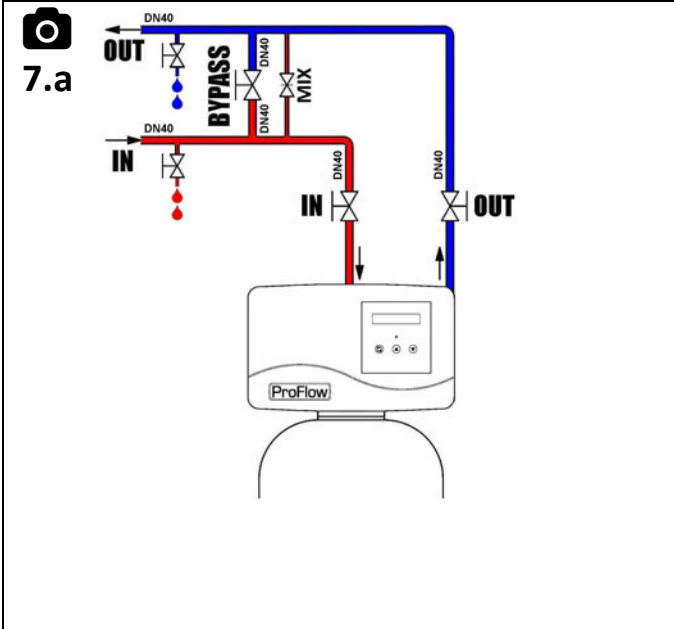 DN40
OUT
7.a
BYPASS
DN40
DN40
MIX
DN40
IN
DN40
DN40
IN
OUT
ProFlow